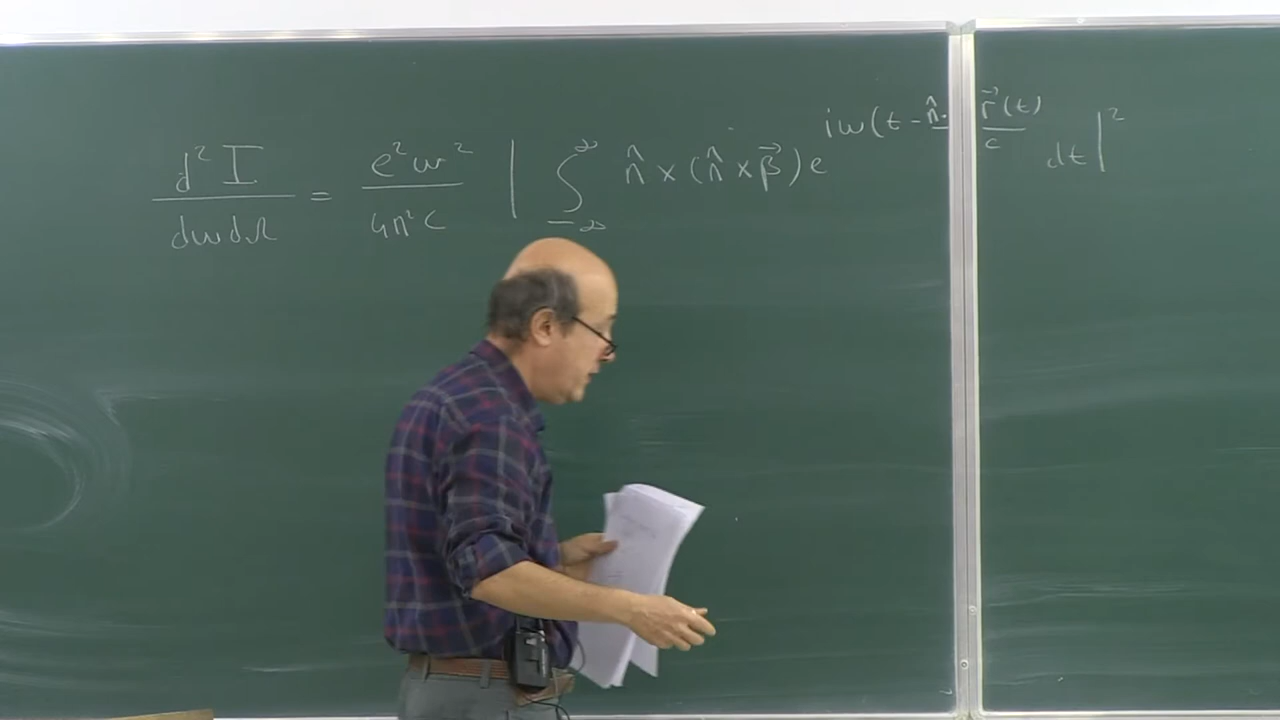 d²I / dωdΩ = e²ω² / 4π²c | ∫_{-∞}^{∞} n̂ × (n̂ × β⃗) e^{iω(t - n̂·r⃗(t)/c} dt |²